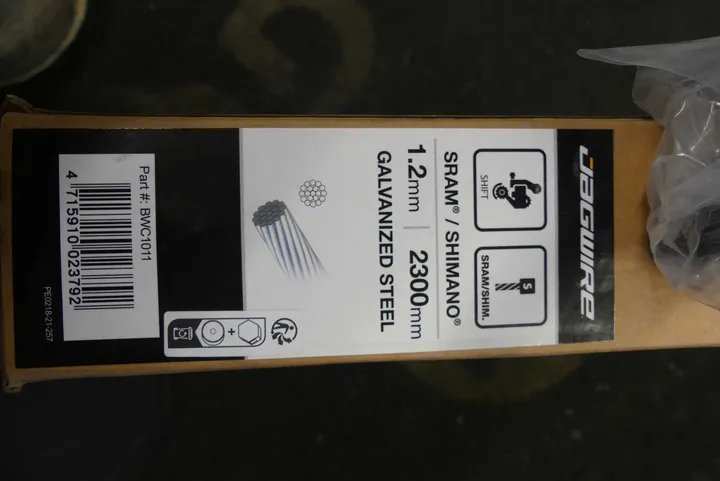 JAGWIRE
SHIFT
SRAM/SHIM.
S
SRAM® / SHIMANO®
1.2mm | 2300mm
GALVANIZED STEEL
Part #: BWC1011
4 715910 023792
PE0218-21-257